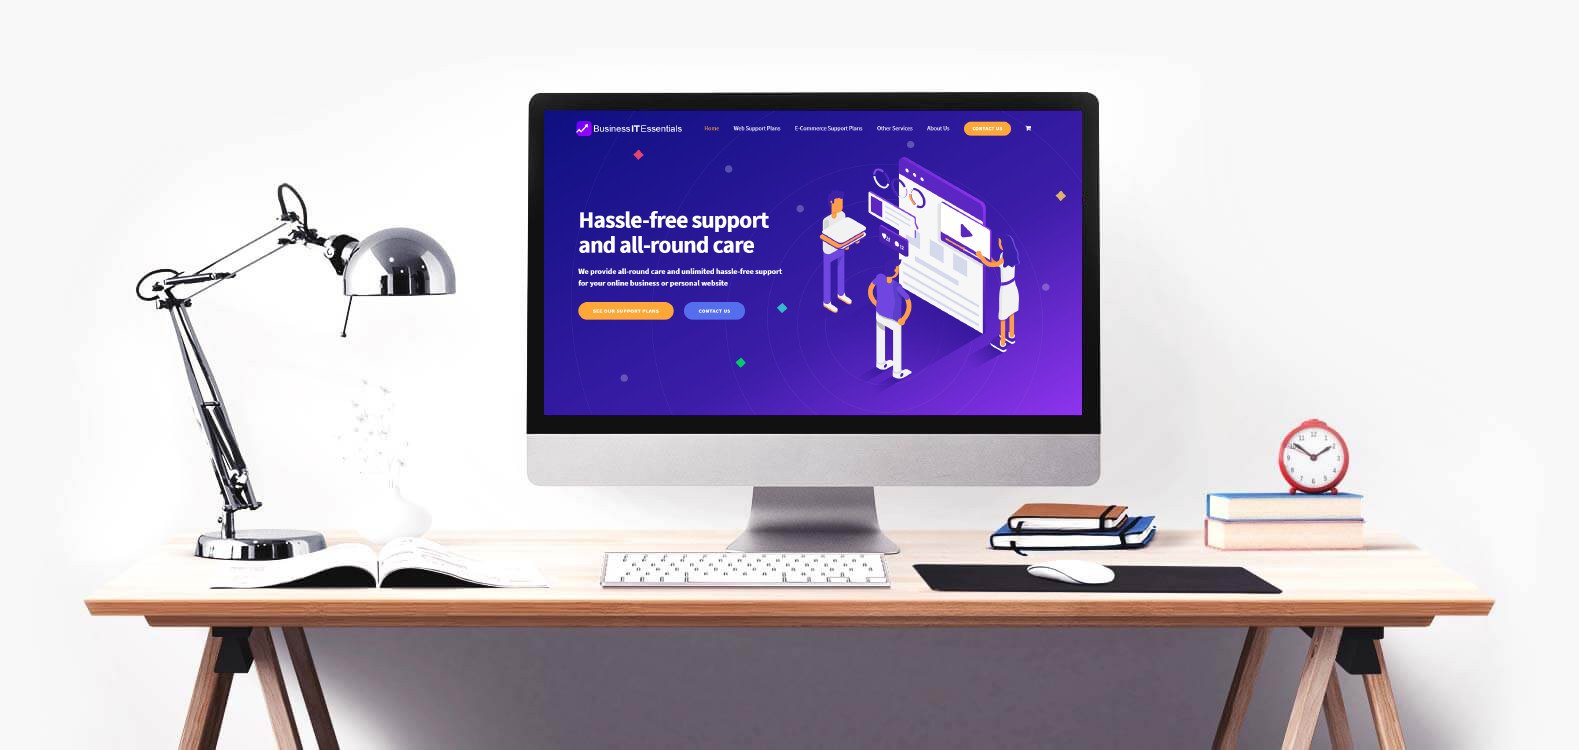 Business IT Essentials
Home
Web Support Plans
E-Commerce Support Plans
Other Services
About Us
CONTACT US
Hassle-free support
and all-round care
We provide all-round care and unlimited hassle-free support
for your online business or personal website
SEE OUR SUPPORT PLANS
CONTACT US